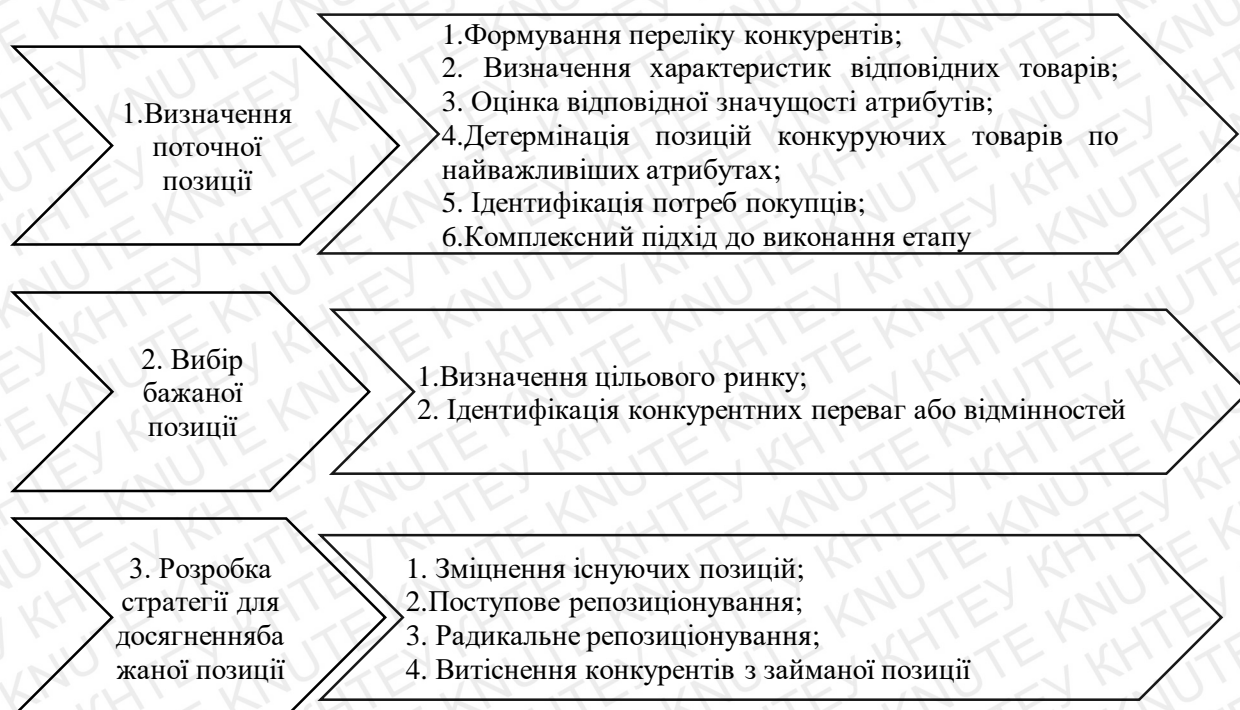 1.Визначення
поточної
позиції
1.Формування переліку конкурентів;
2. Визначення характеристик відповідних товарів;
3. Оцінка відповідної значущості атрибутів;
4.Детермінація позицій конкуруючих товарів по
найважливіших атрибутах;
5. Ідентифікація потреб покупців;
6.Комплексний підхід до виконання етапу
2. Вибір
бажаної
позиції
1.Визначення цільового ринку;
2. Ідентифікація конкурентних переваг або відмінностей
3. Розробка
стратегії для
досягненняба
жаної позиції
1. Зміцнення існуючих позицій;
2.Поступове репозиціонування;
3. Радикальне репозиціонування;
4. Витіснення конкурентів з займаної позиції